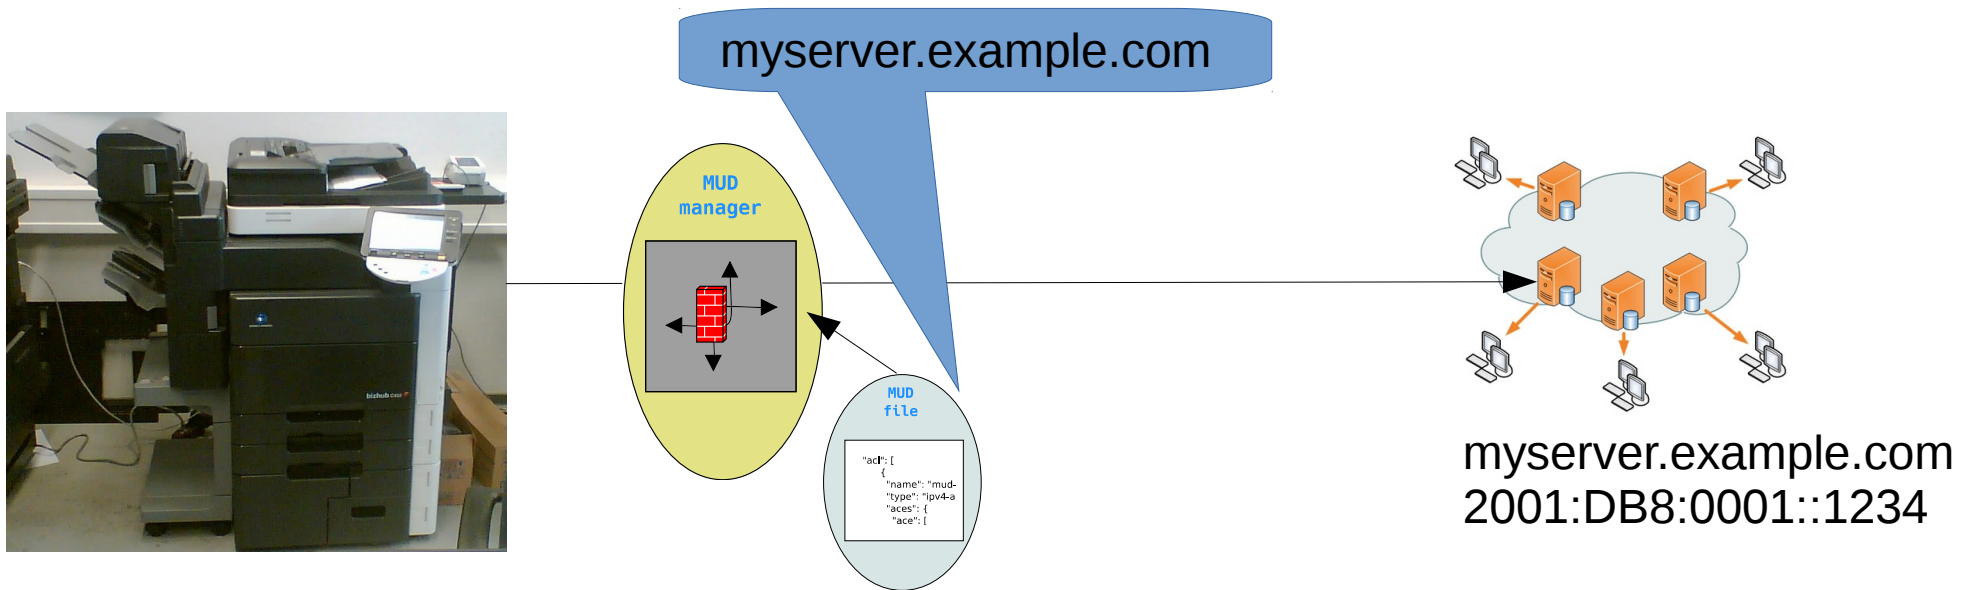 myserver.example.com
MUD
manager
bizhub
MUD
file
"acl": [
{
"name": "mud-
"type": "ipv4-a
"aces": {
"ace": [
myserver.example.com
2001:DB8:0001::1234